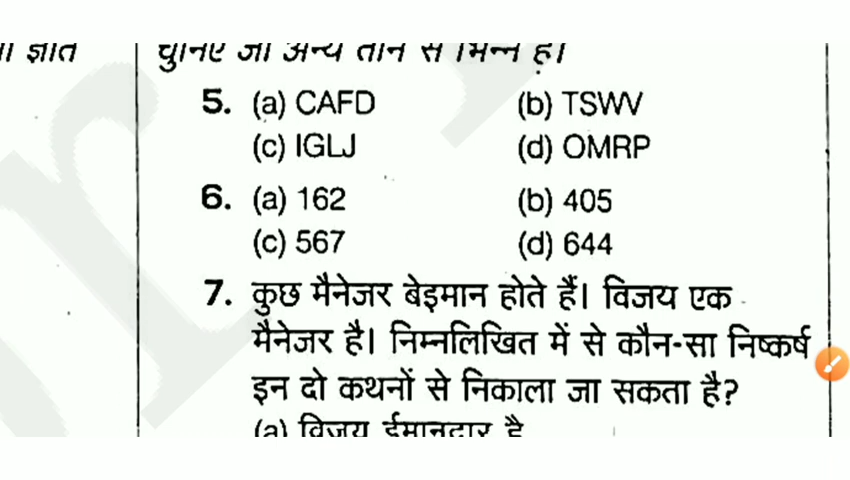 ज्ञात
चुनिए जो अन्य तीन से भिन्न है।
5. (a) CAFD (b) TSWV
(c) IGLJ (d) OMRP
6. (a) 162 (b) 405
(c) 567 (d) 644
7. कुछ मैनेजर बेइमान होते हैं। विजय एक
मैनेजर है। निम्नलिखित में से कौन-सा निष्कर्ष
इन दो कथनों से निकाला जा सकता है?
(a) विजय ईमानदार है